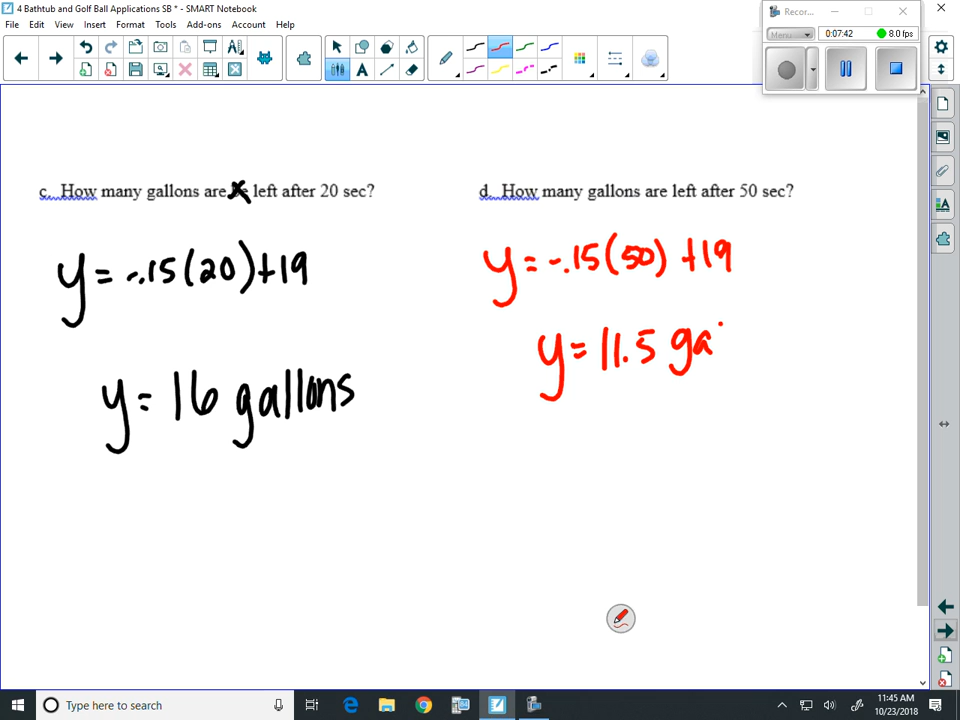 4 Bathtub and Golf Ball Applications SB * - SMART Notebook
File Edit View Insert Format Tools Add-ons Account Help
Recor...
Menu 0:07:42 8.0 fps
c. How many gallons are left after 20 sec?
y = -.15(20)+19
y = 16 gallons
d. How many gallons are left after 50 sec?
y = -.15(50) +19
y = 11.5 ga
Type here to search
11:45 AM
10/23/2018